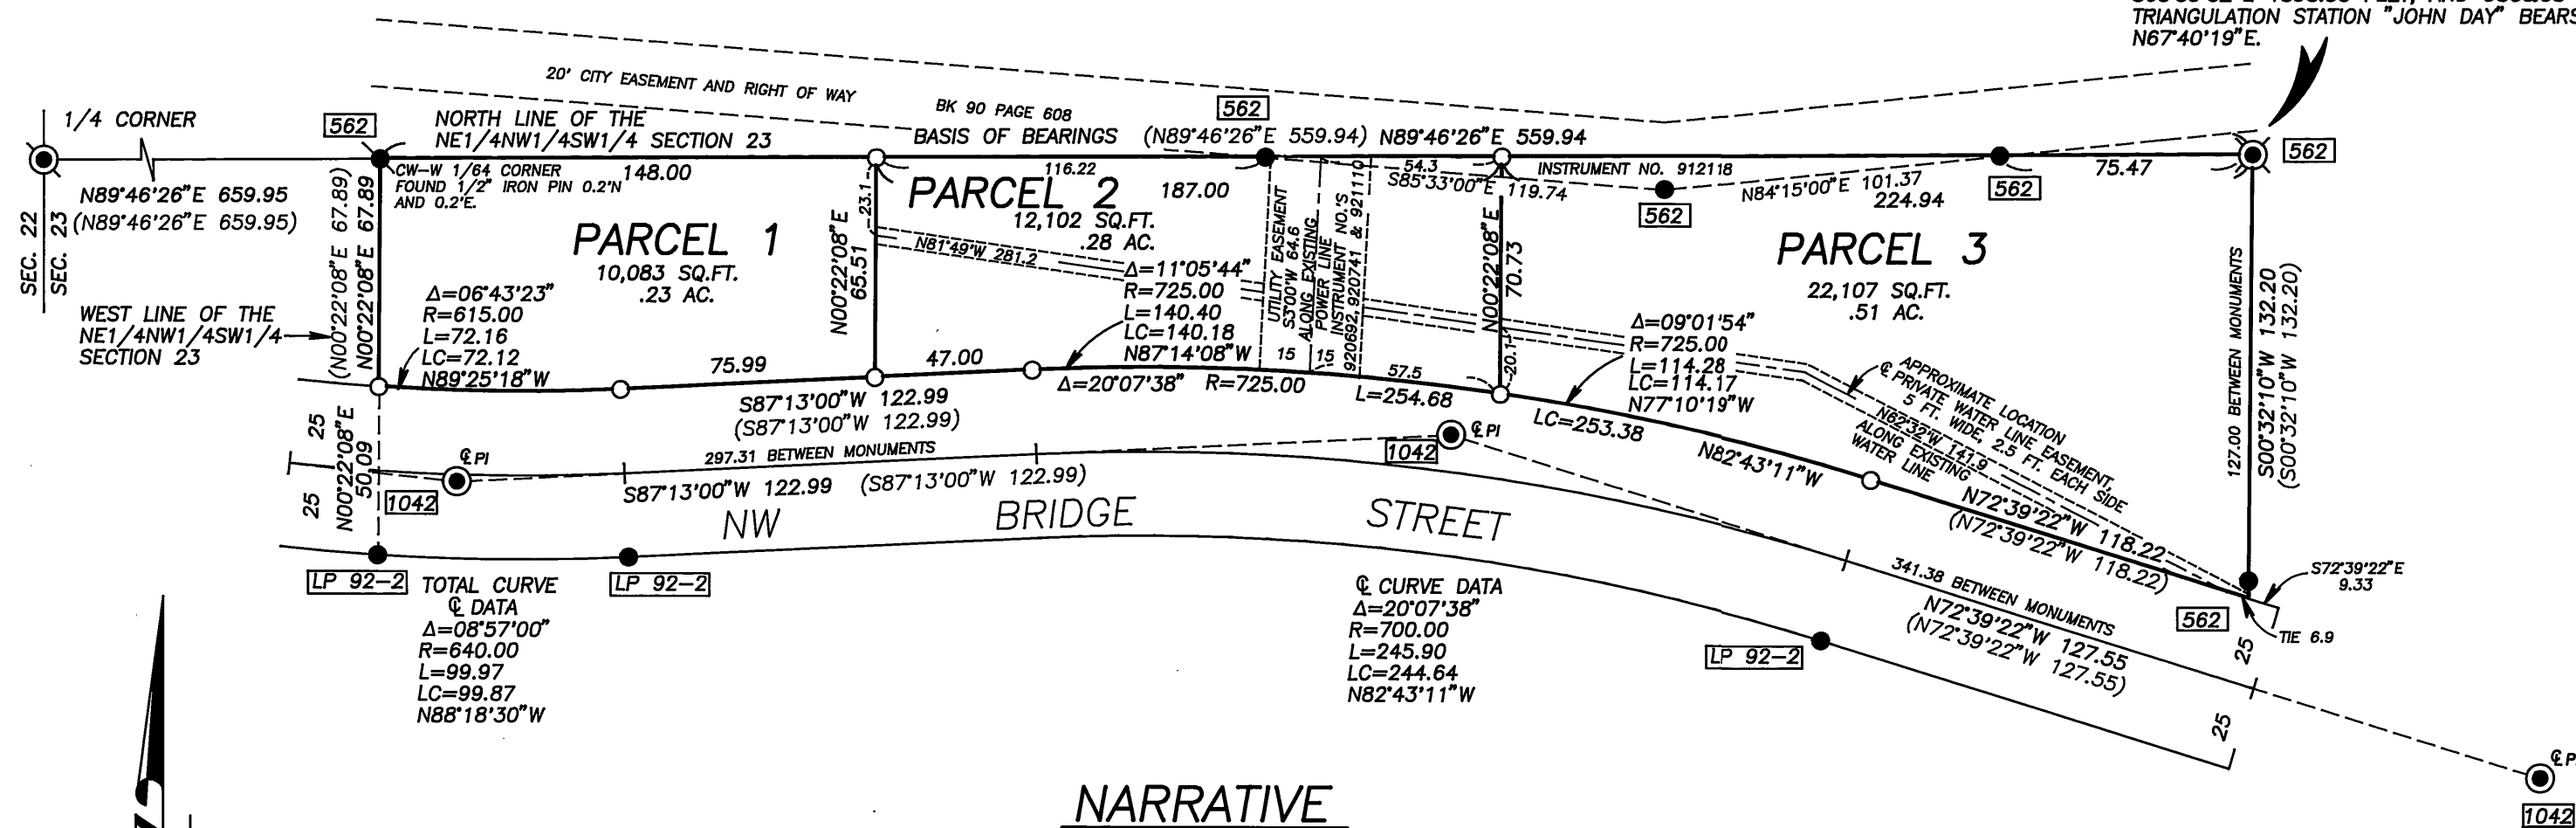 TRIANGULATION STATION "JOHN DAY" BEARS
N67°40'19"E.
20' CITY EASEMENT AND RIGHT OF WAY
BK 90 PAGE 608
1/4 CORNER
562
NORTH LINE OF THE
NE1/4NW1/4SW1/4 SECTION 23
BASIS OF BEARINGS
562
(N89°46'26"E 559.94)
N89°46'26"E 559.94
562
N89°46'26"E 659.95
(N89°46'26"E 659.95)
SEC. 22
SEC. 23
(N00°22'08"E 67.89)
N00°22'08"E 67.89
CW-W 1/64 CORNER
FOUND 1/2" IRON PIN 0.2'N
AND 0.2'E.
148.00
116.22
187.00
54.3
S85°33'00"E 119.74
INSTRUMENT NO. 912118
562
N84°15'00"E 101.37
224.94
562
75.47
PARCEL 1
10,083 SQ.FT.
.23 AC.
23.1
N00°22'08"E
65.51
PARCEL 2
12,102 SQ.FT.
.28 AC.
N81°49'W 281.2
UTILITY EASEMENT
S3°00'W 64.6
ALONG EXISTING
POWER LINE
INSTRUMENT NO.'S
920692, 920741 & 921110
15
15
N00°22'08"E
70.73
20.1
PARCEL 3
22,107 SQ.FT.
.51 AC.
WEST LINE OF THE
NE1/4NW1/4SW1/4
SECTION 23
Δ=06°43'23"
R=615.00
L=72.16
LC=72.12
N89°25'18"W
Δ=11°05'44"
R=725.00
L=140.40
LC=140.18
N87°14'08"W
Δ=09°01'54"
R=725.00
L=114.28
LC=114.17
N77°10'19"W
127.00 BETWEEN MONUMENTS
S00°32'10"W 132.20
(S00°32'10"W 132.20)
75.99
47.00
57.5
Δ=20°07'38"
R=725.00
L=254.68
LC=253.38
N82°43'11"W
S87°13'00"W 122.99
(S87°13'00"W 122.99)
APPROXIMATE LOCATION
℄ PRIVATE WATER LINE EASEMENT,
5 FT. WIDE, 2.5 FT. EACH SIDE
N62°32'W 141.9
ALONG EXISTING
WATER LINE
N72°39'22"W 118.22
(N72°39'22"W 118.22)
S72°39'22"E
9.33
TIE 6.9
562
25
25
N00°22'08"E
50.09
℄ PI
1042
297.31 BETWEEN MONUMENTS
S87°13'00"W 122.99
(S87°13'00"W 122.99)
℄ PI
1042
NW BRIDGE STREET
341.38 BETWEEN MONUMENTS
N72°39'22"W 127.55
(N72°39'22"W 127.55)
25
25
LP 92-2
LP 92-2
LP 92-2
TOTAL CURVE
℄ DATA
Δ=08°57'00"
R=640.00
L=99.97
LC=99.87
N88°18'30"W
℄ CURVE DATA
Δ=20°07'38"
R=700.00
L=245.90
LC=244.64
N82°43'11"W
℄ P
1042
NARRATIVE